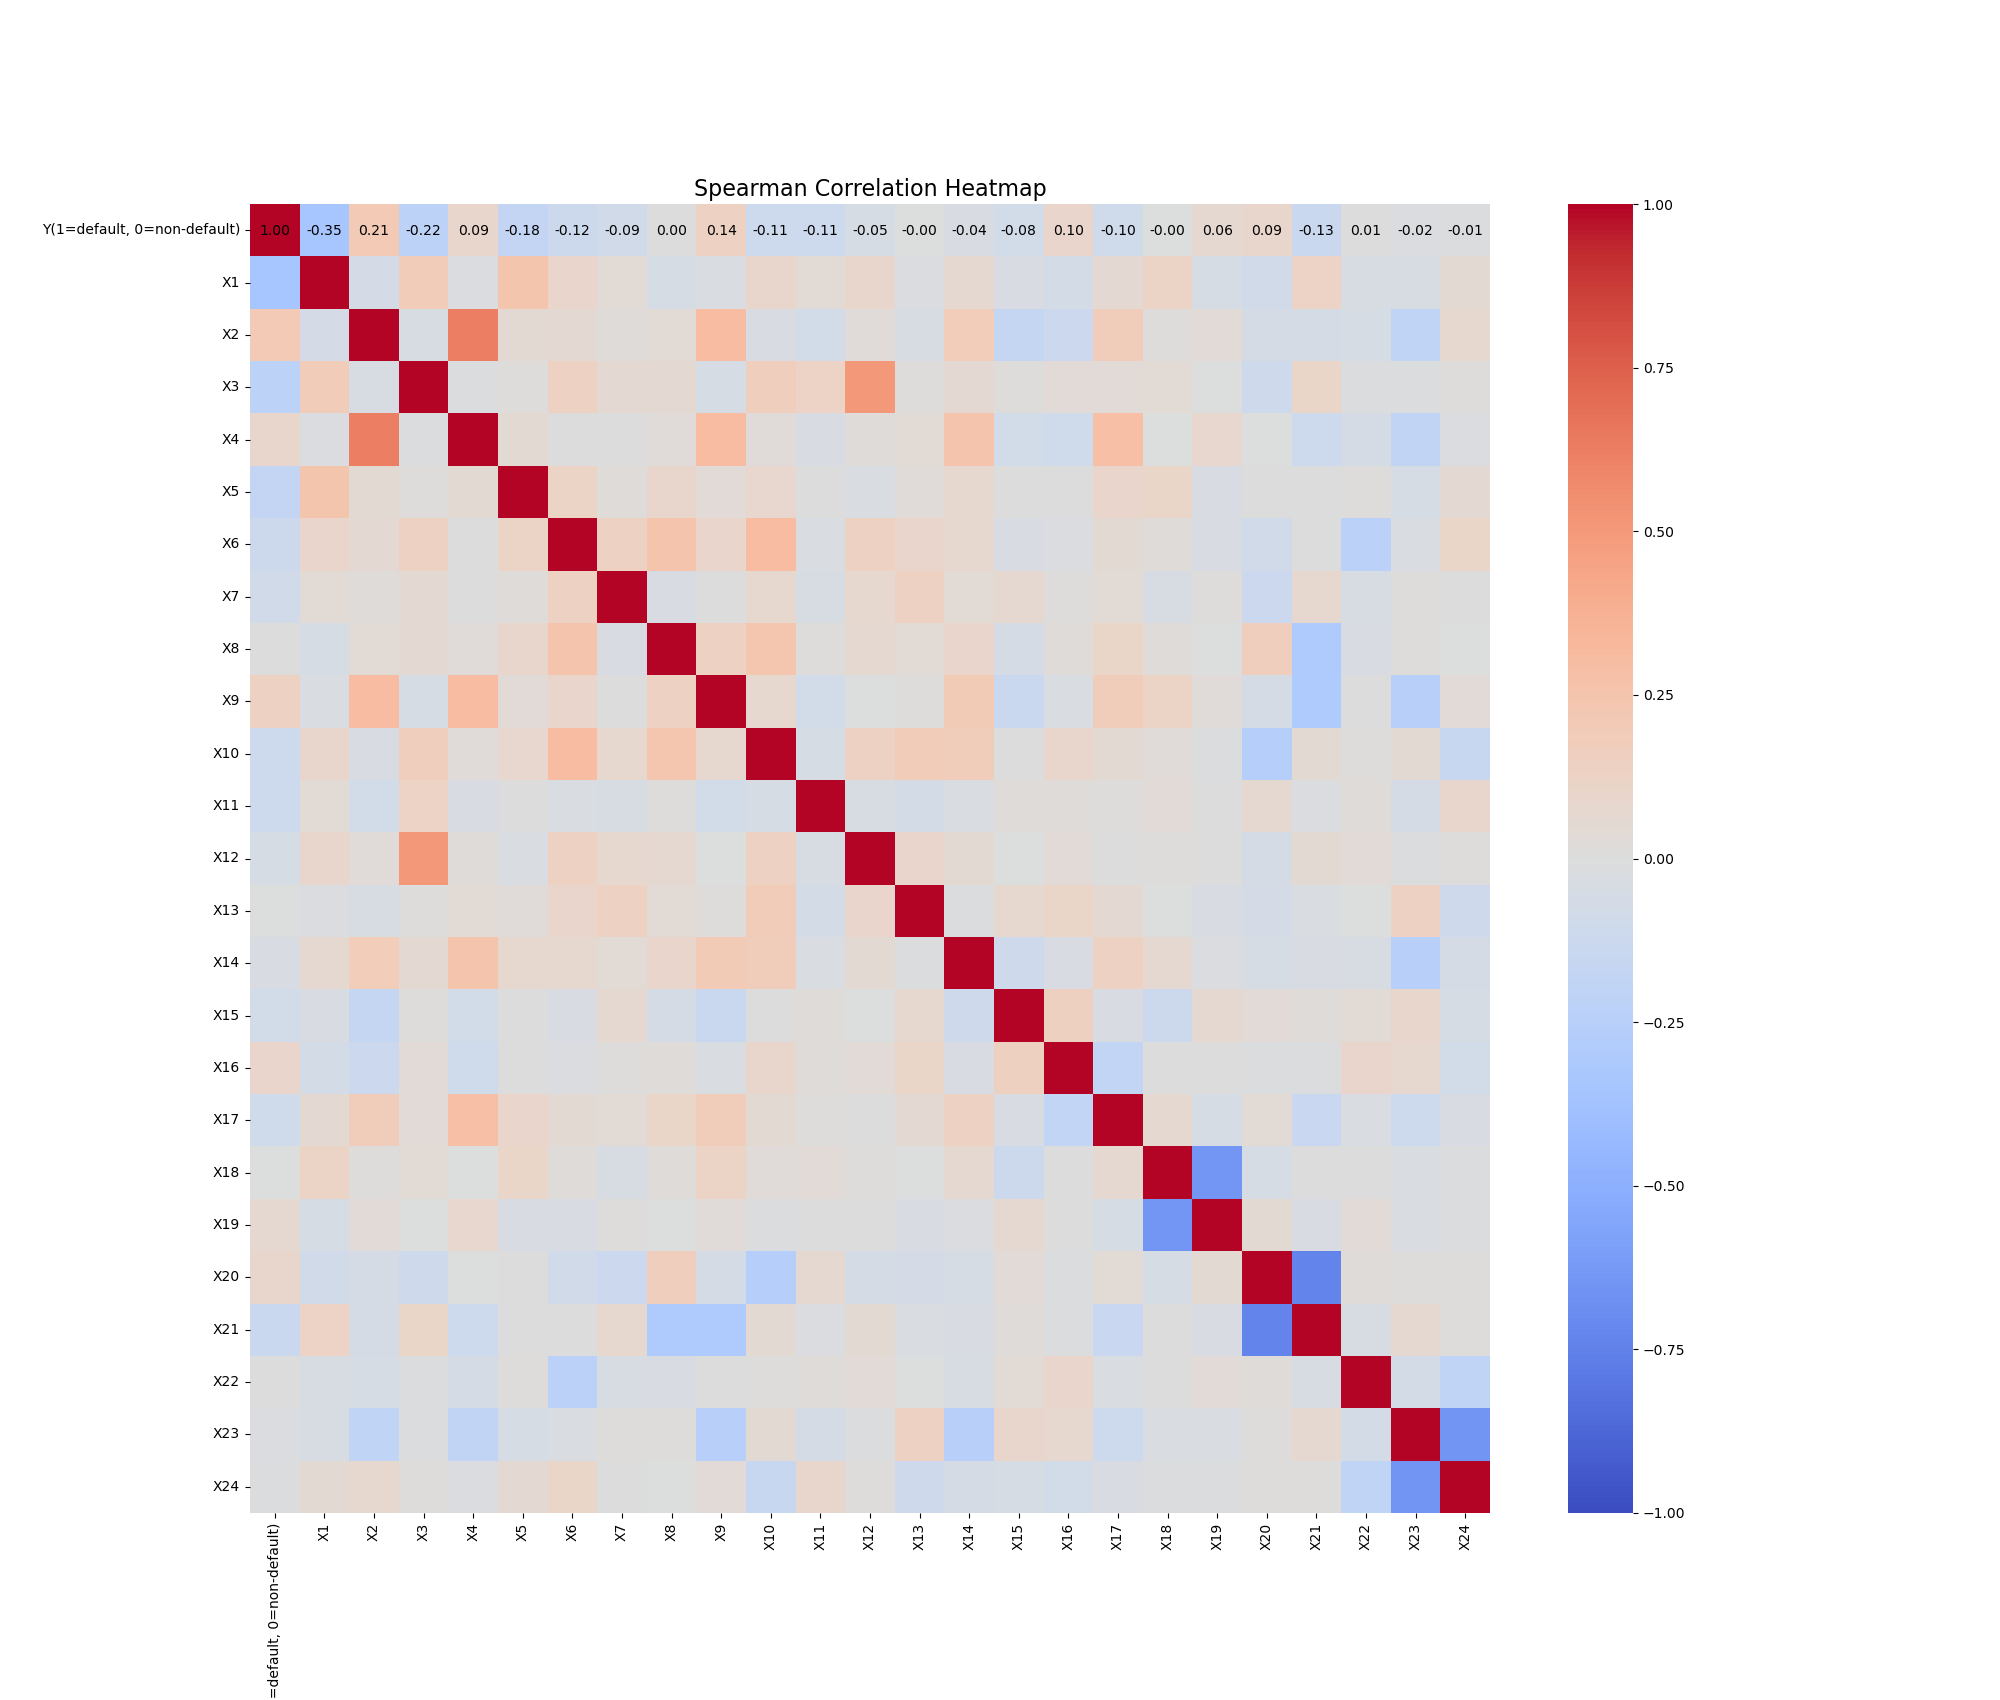 Spearman Correlation Heatmap
Y(1=default, 0=non-default) 1.00 -0.35 0.21 -0.22 0.09 -0.18 -0.12 -0.09 0.00 0.14 -0.11 -0.11 -0.05 -0.00 -0.04 -0.08 0.10 -0.10 -0.00 0.06 0.09 -0.13 0.01 -0.02 -0.01
X1
X2
X3
X4
X5
X6
X7
X8
X9
X10
X11
X12
X13
X14
X15
X16
X17
X18
X19
X20
X21
X22
X23
X24
=default, 0=non-default) X1 X2 X3 X4 X5 X6 X7 X8 X9 X10 X11 X12 X13 X14 X15 X16 X17 X18 X19 X20 X21 X22 X23 X24
1.00
0.75
0.50
0.25
0.00
−0.25
−0.50
−0.75
−1.00